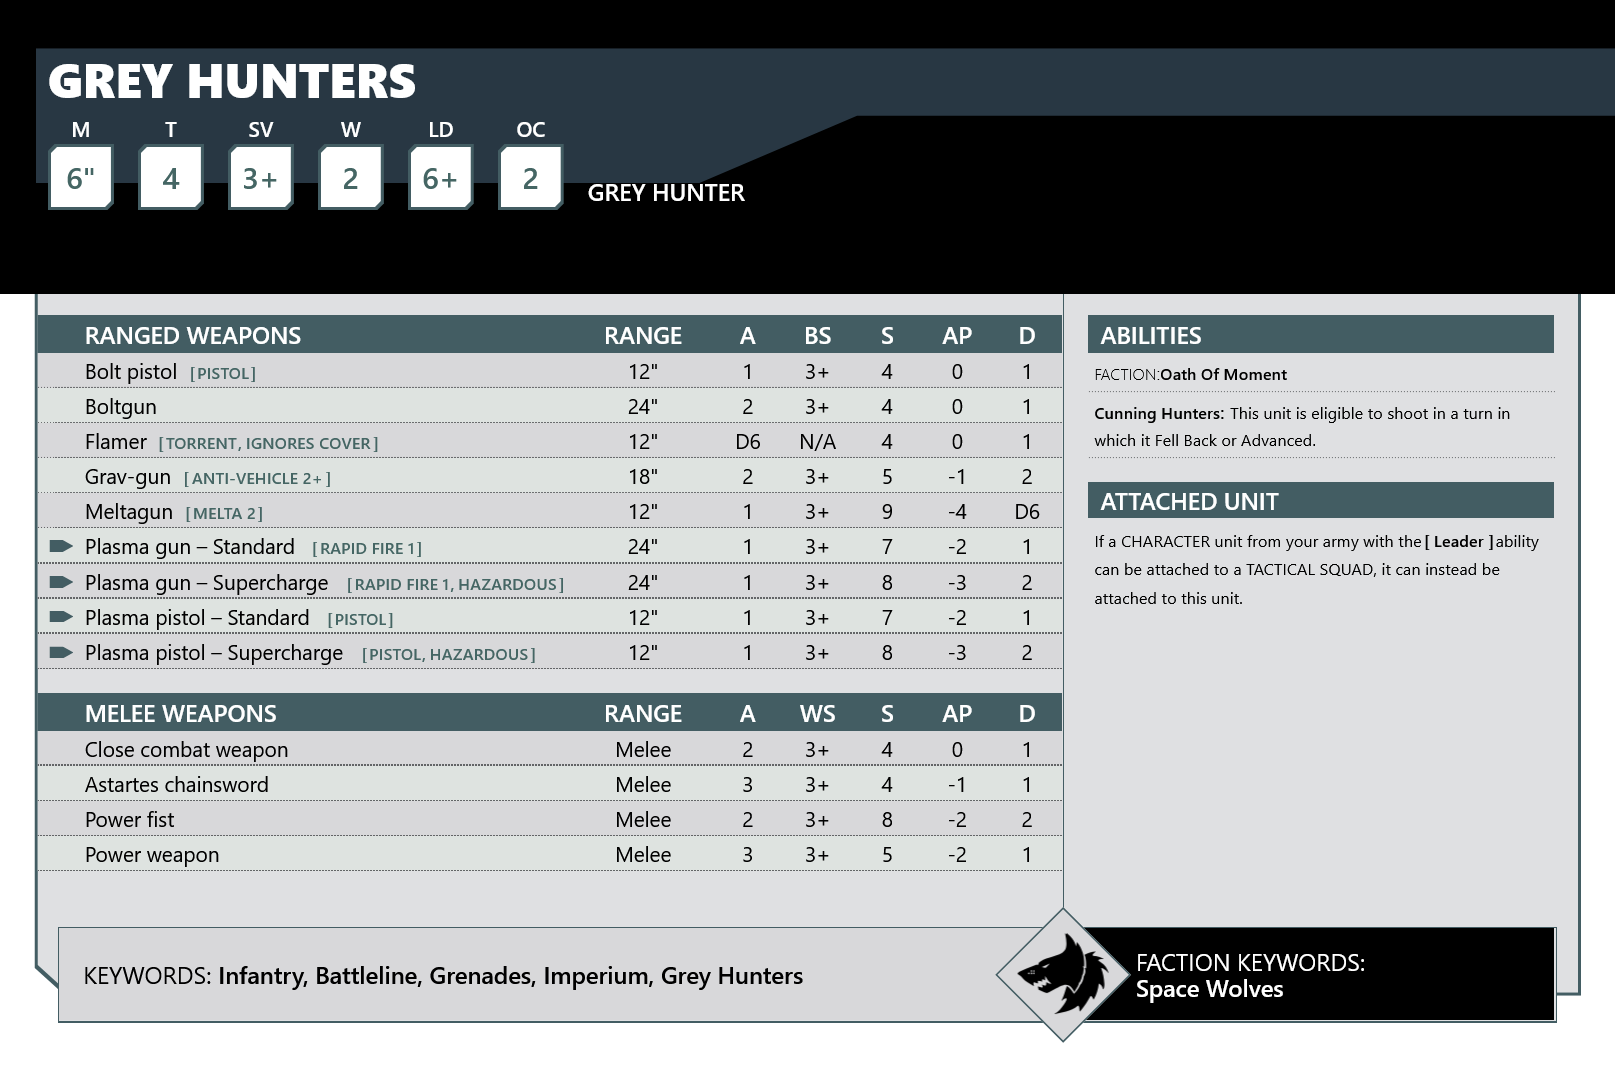 GREY HUNTERS
M T SV W LD OC
6" 4 3+ 2 6+ 2 GREY HUNTER
RANGED WEAPONS RANGE A BS S AP D
Bolt pistol [PISTOL] 12" 1 3+ 4 0 1
Boltgun 24" 2 3+ 4 0 1
Flamer [TORRENT, IGNORES COVER] 12" D6 N/A 4 0 1
Grav-gun [ANTI-VEHICLE 2+] 18" 2 3+ 5 -1 2
Meltagun [MELTA 2] 12" 1 3+ 9 -4 D6
Plasma gun – Standard [RAPID FIRE 1] 24" 1 3+ 7 -2 1
Plasma gun – Supercharge [RAPID FIRE 1, HAZARDOUS] 24" 1 3+ 8 -3 2
Plasma pistol – Standard [PISTOL] 12" 1 3+ 7 -2 1
Plasma pistol – Supercharge [PISTOL, HAZARDOUS] 12" 1 3+ 8 -3 2
MELEE WEAPONS RANGE A WS S AP D
Close combat weapon Melee 2 3+ 4 0 1
Astartes chainsword Melee 3 3+ 4 -1 1
Power fist Melee 2 3+ 8 -2 2
Power weapon Melee 3 3+ 5 -2 1
ABILITIES
FACTION:Oath Of Moment
Cunning Hunters: This unit is eligible to shoot in a turn in
which it Fell Back or Advanced.
ATTACHED UNIT
If a CHARACTER unit from your army with the [ Leader ] ability
can be attached to a TACTICAL SQUAD, it can instead be
attached to this unit.
KEYWORDS: Infantry, Battleline, Grenades, Imperium, Grey Hunters
FACTION KEYWORDS:
Space Wolves